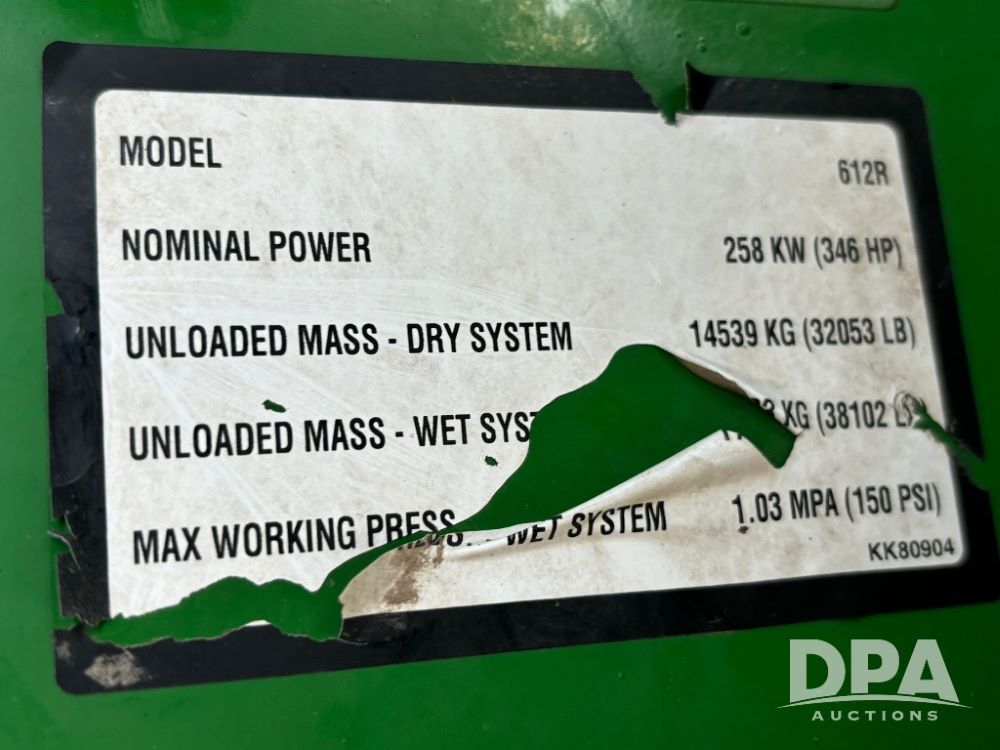 MODEL 612R
NOMINAL POWER 258 KW (346 HP)
UNLOADED MASS - DRY SYSTEM 14539 KG (32053 LB)
UNLOADED MASS - WET KG (38102
MAX WORKING PRESS. - WET SYSTEM 1.03 MPA (150 PSI)
KK80904
DPA
AUCTIONS